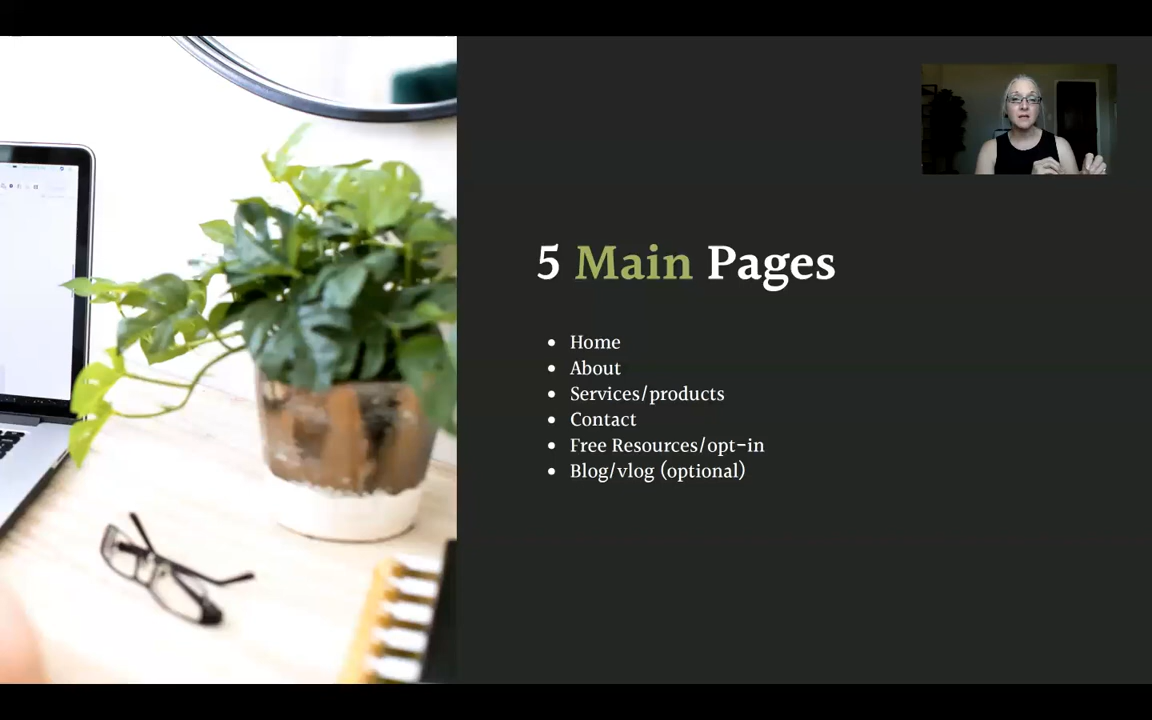 5 Main Pages
Home
About
Services/products
Contact
Free Resources/opt-in
Blog/vlog (optional)